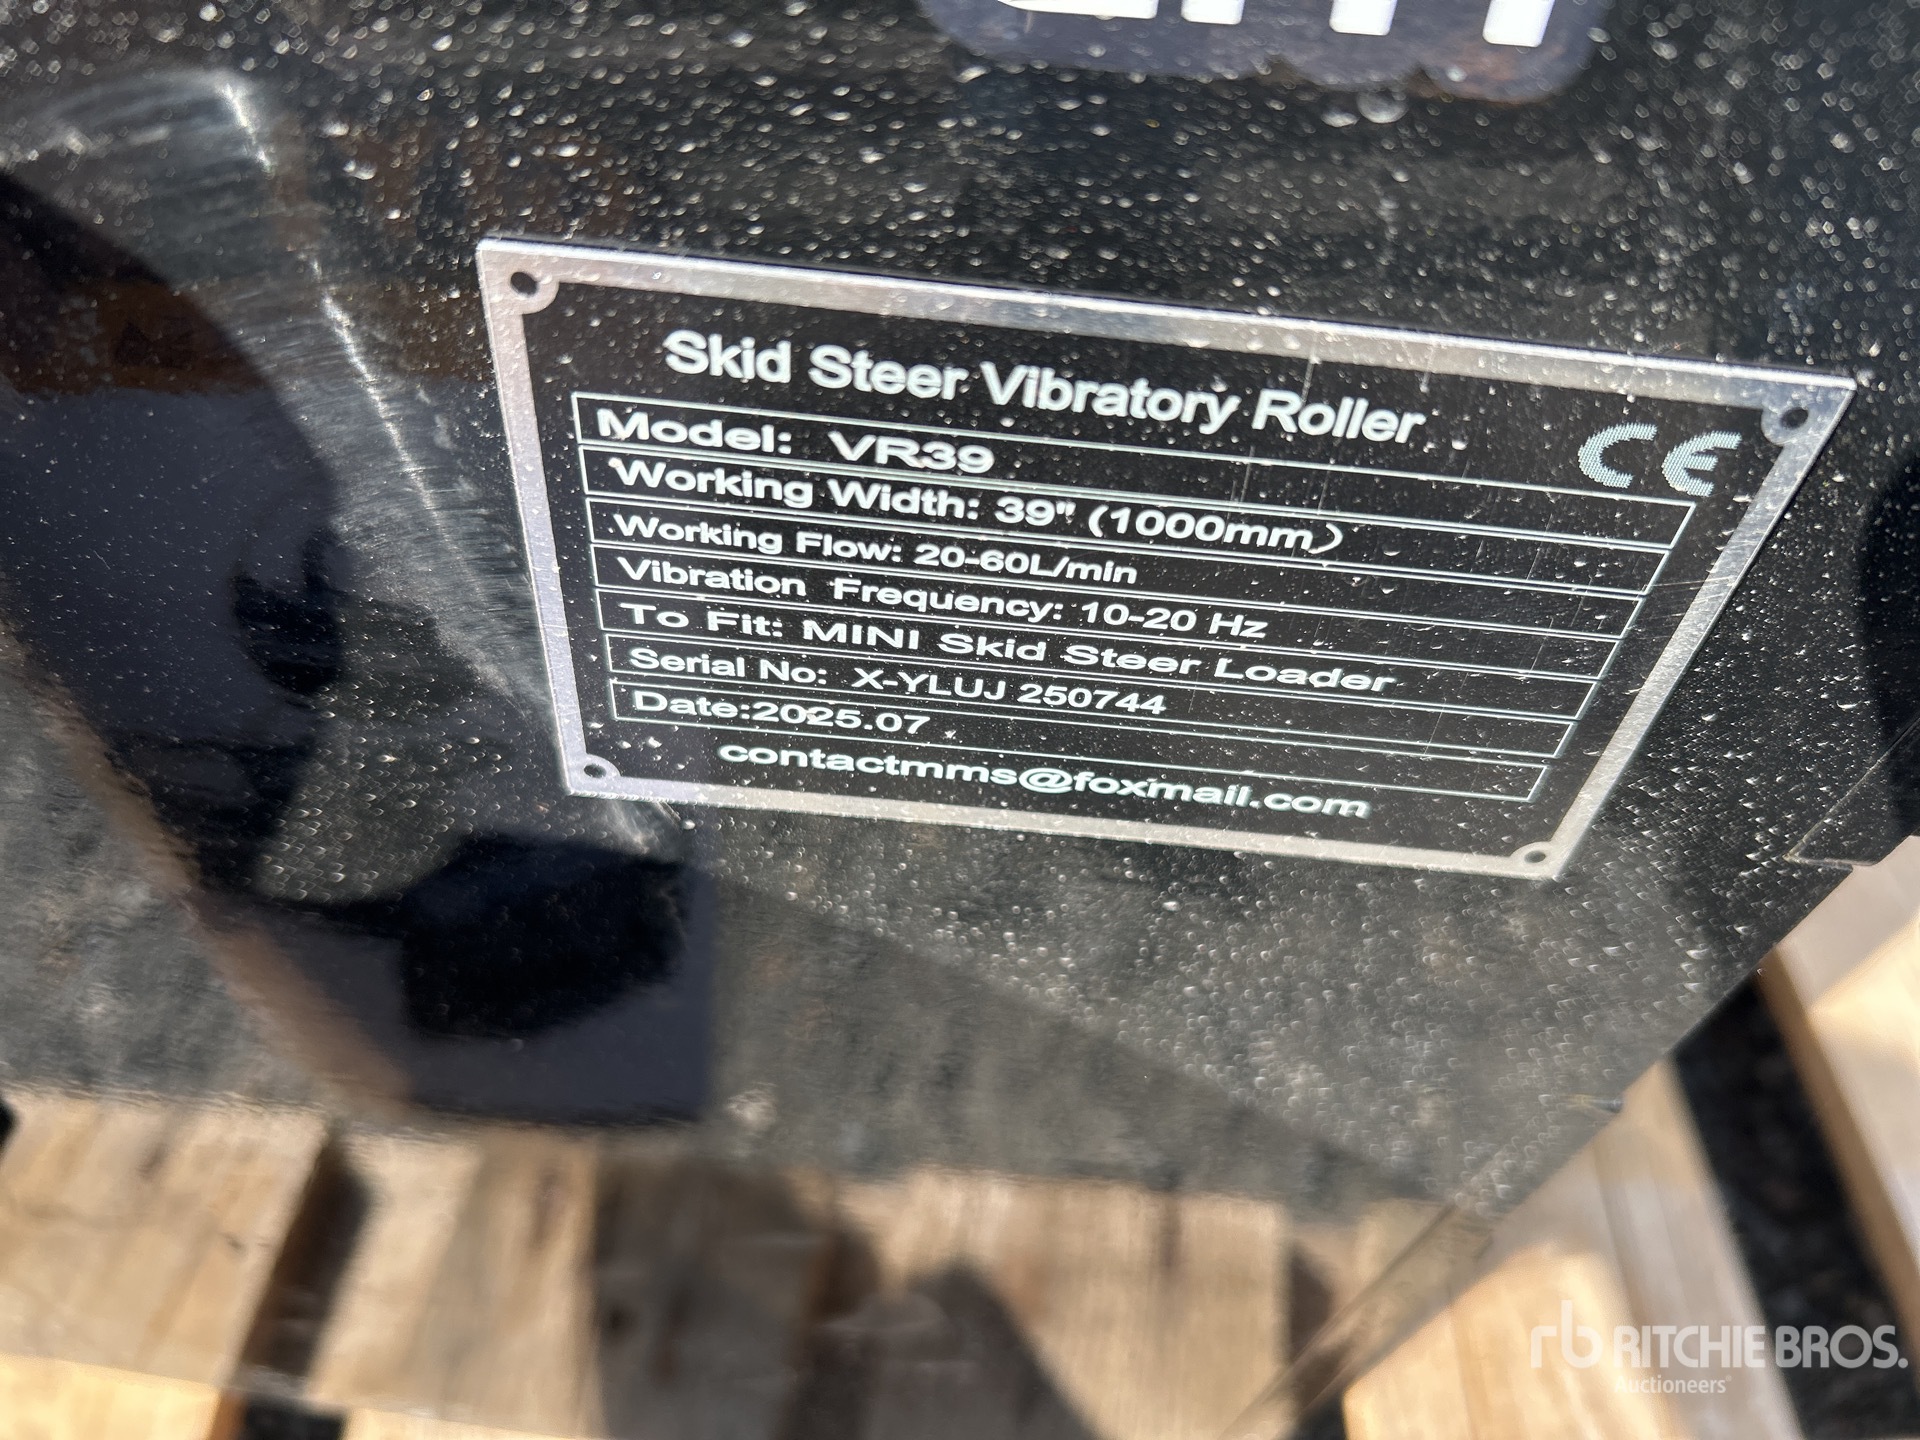 Skid Steer Vibratory Roller
CE
Model: VR39
Working Width: 39" (1000mm)
Working Flow: 20-60L/min
Vibration Frequency: 10-20 Hz
To Fit: MINI Skid Steer Loader
Serial No: X-YLUJ 250744
Date:2025.07
contactmms@foxmail.com
rb RITCHIE BROS.
Auctioneers